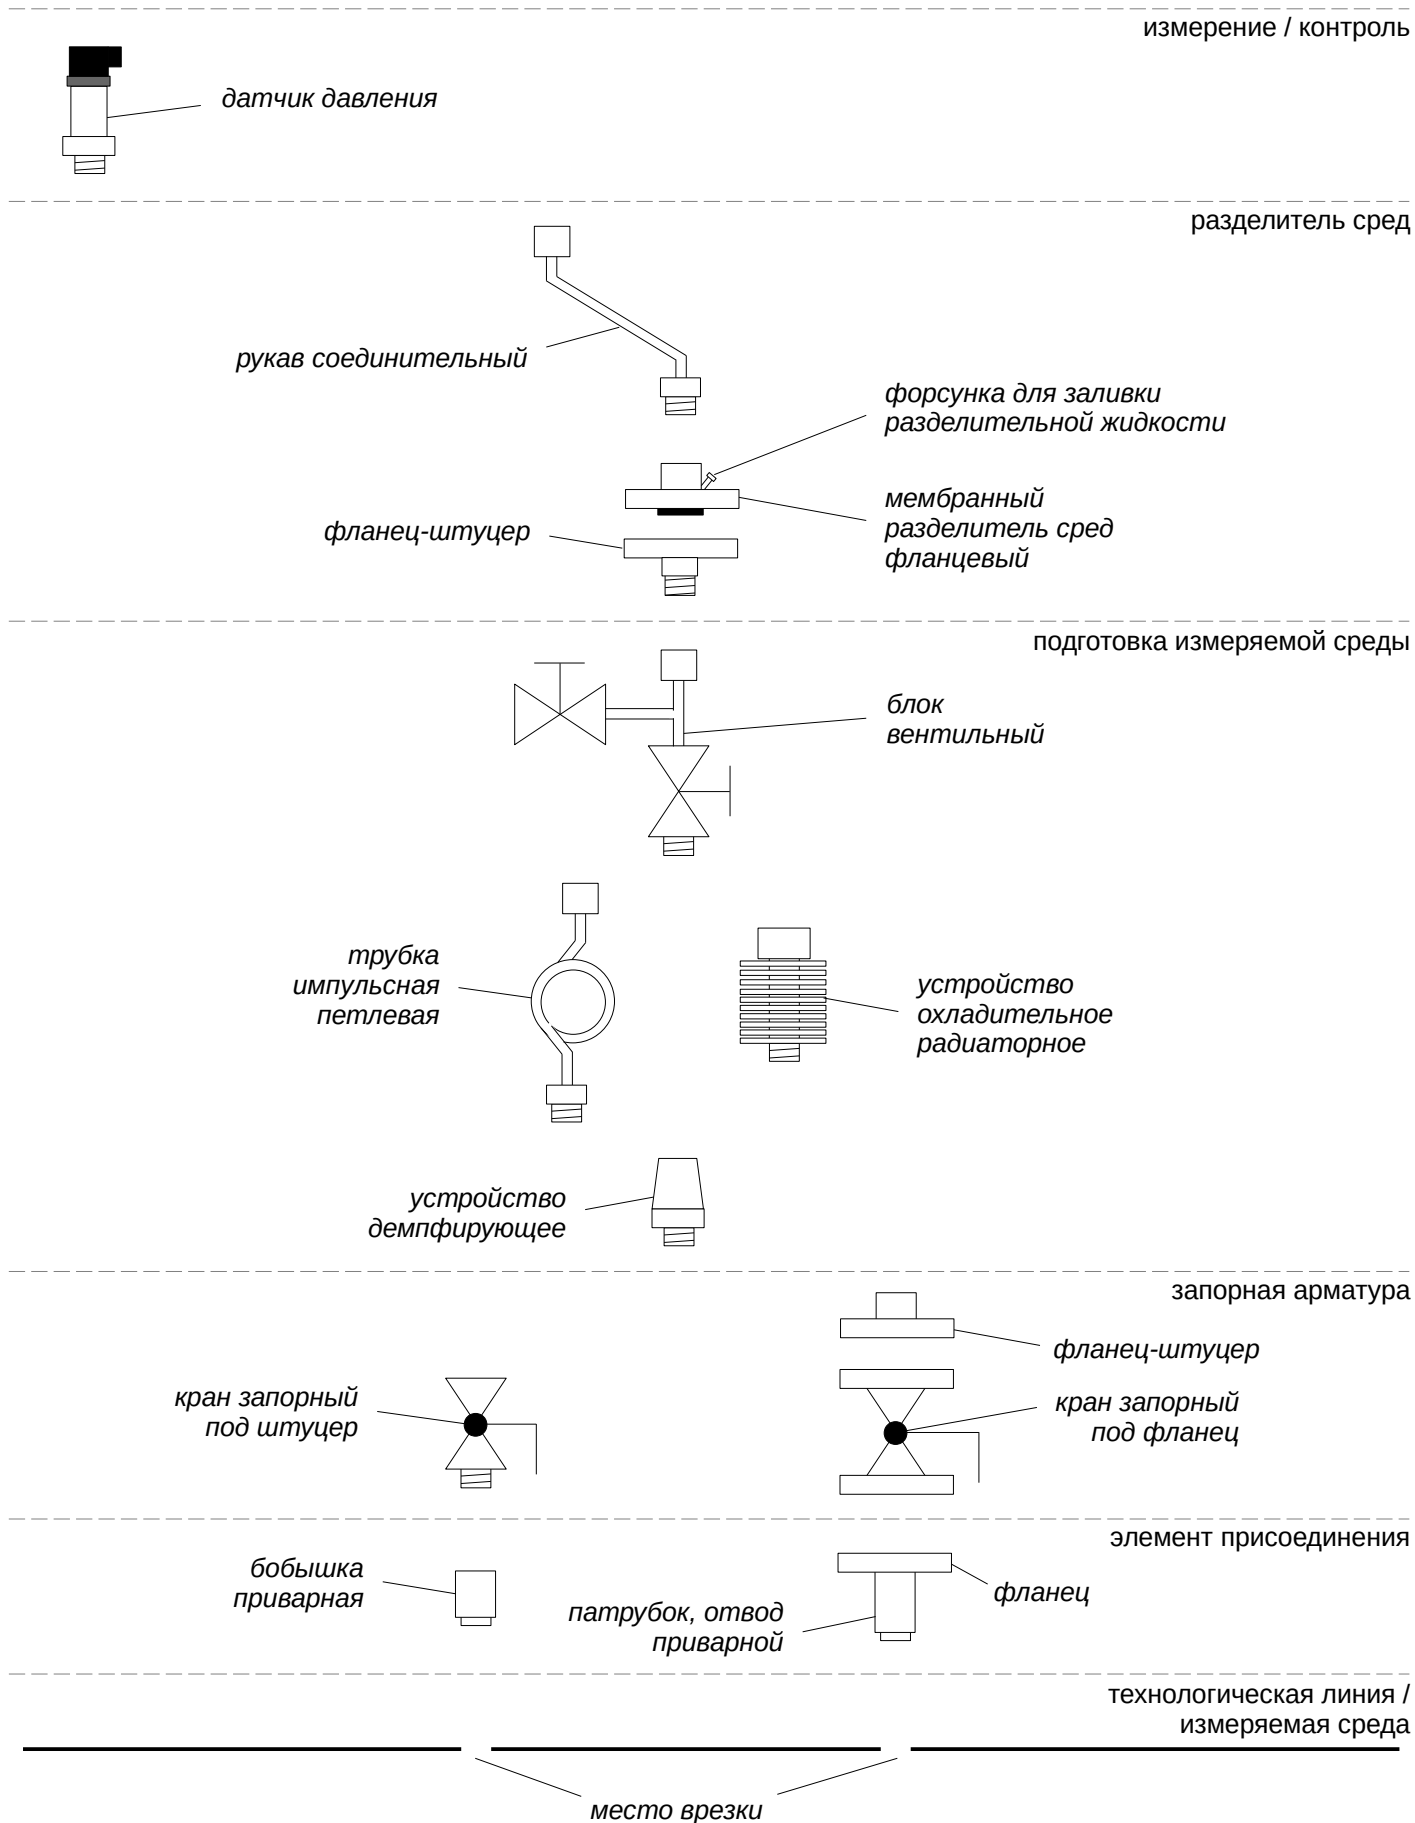 измерение / контроль
датчик давления
разделитель сред
рукав соединительный
форсунка для заливки
разделительной жидкости
мембранный
разделитель сред
фланцевый
фланец-штуцер
подготовка измеряемой среды
блок
вентильный
трубка
импульсная
петлевая
устройство
охладительное
радиаторное
устройство
демпфирующее
запорная арматура
фланец-штуцер
кран запорный
под штуцер
кран запорный
под фланец
элемент присоединения
бобышка
приварная
фланец
патрубок, отвод
приварной
технологическая линия /
измеряемая среда
место врезки